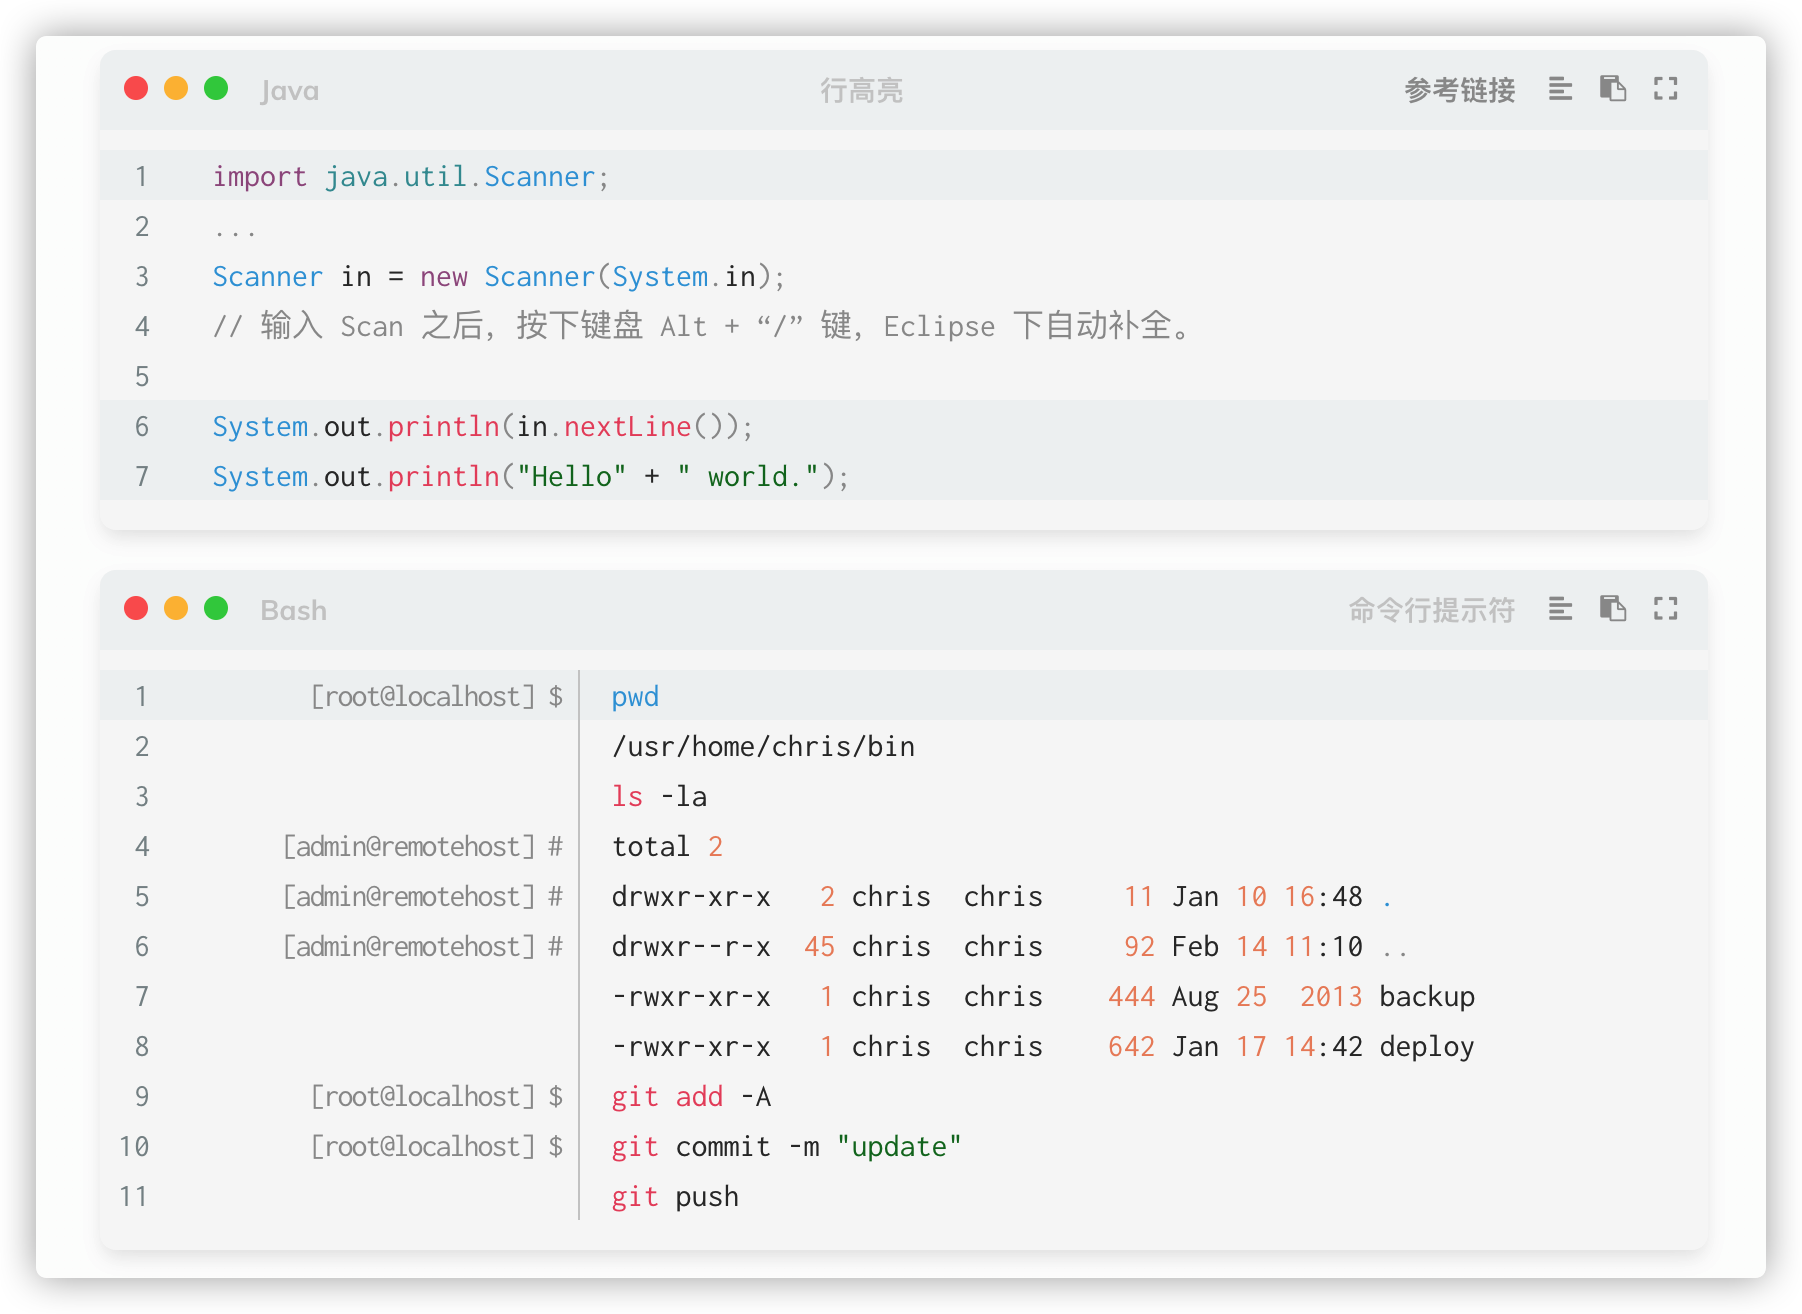 Java 行高亮 参考链接
1 import java.util.Scanner;
2 ...
3 Scanner in = new Scanner(System.in);
4 // 输入 Scan 之后，按下键盘 Alt + “/” 键，Eclipse 下自动补全。
5
6 System.out.println(in.nextLine());
7 System.out.println("Hello" + " world.");
Bash 命令行提示符
1 [root@localhost] $ pwd
2 /usr/home/chris/bin
3 ls -la
4 [admin@remotehost] # total 2
5 [admin@remotehost] # drwxr-xr-x   2 chris  chris     11 Jan 10 16:48 .
6 [admin@remotehost] # drwxr--r-x  45 chris  chris     92 Feb 14 11:10 ..
7 -rwxr-xr-x   1 chris  chris    444 Aug 25  2013 backup
8 -rwxr-xr-x   1 chris  chris    642 Jan 17 14:42 deploy
9 [root@localhost] $ git add -A
10 [root@localhost] $ git commit -m "update"
11 git push